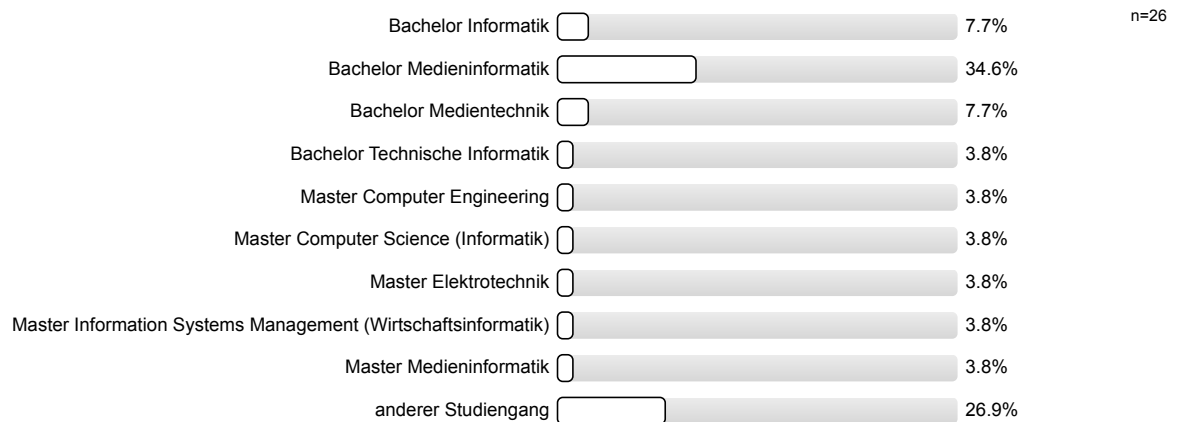 n=26
Bachelor Informatik 7.7%
Bachelor Medieninformatik 34.6%
Bachelor Medientechnik 7.7%
Bachelor Technische Informatik 3.8%
Master Computer Engineering 3.8%
Master Computer Science (Informatik) 3.8%
Master Elektrotechnik 3.8%
Master Information Systems Management (Wirtschaftsinformatik) 3.8%
Master Medieninformatik 3.8%
anderer Studiengang 26.9%